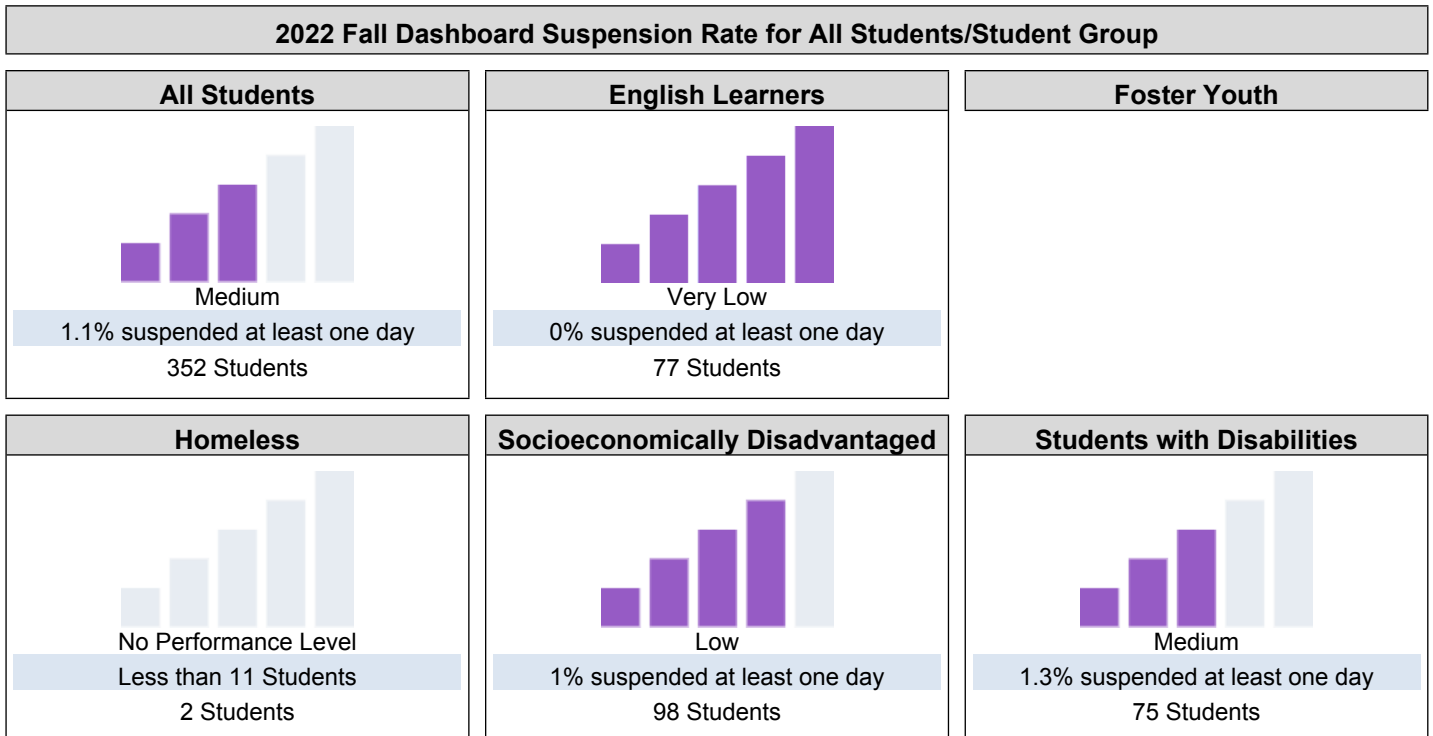 2022 Fall Dashboard Suspension Rate for All Students/Student Group
All Students
Medium
1.1% suspended at least one day
352 Students
English Learners
Very Low
0% suspended at least one day
77 Students
Foster Youth
Homeless
No Performance Level
Less than 11 Students
2 Students
Socioeconomically Disadvantaged
Low
1% suspended at least one day
98 Students
Students with Disabilities
Medium
1.3% suspended at least one day
75 Students